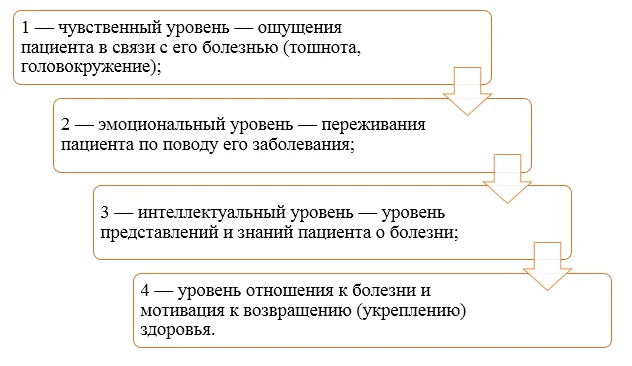 1 — чувственный уровень — ощущения
пациента в связи с его болезнью (тошнота,
головокружение);
2 — эмоциональный уровень — переживания
пациента по поводу его заболевания;
3 — интеллектуальный уровень — уровень
представлений и знаний пациента о болезни;
4 — уровень отношения к болезни и
мотивация к возвращению (укреплению)
здоровья.